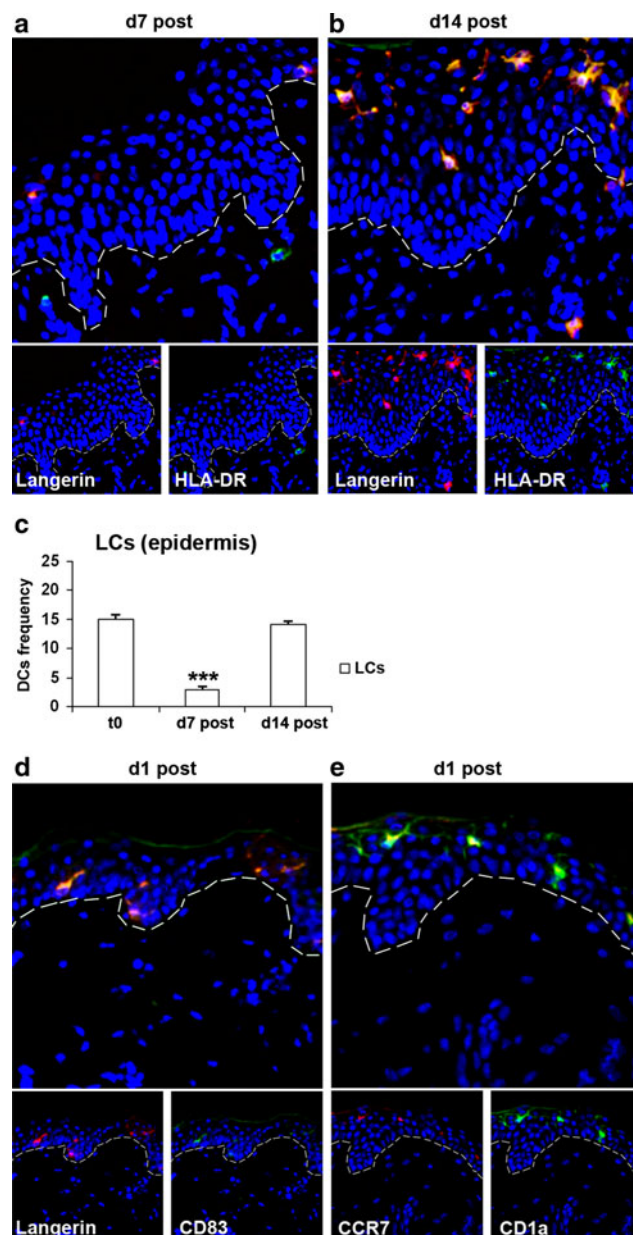 a
d7 post
b
d14 post
Langerin
HLA-DR
Langerin
HLA-DR
c
LCs (epidermis)
DCs frequency
25
20
15
10
5
0
***
t0
d7 post
d14 post
LCs
d
d1 post
e
d1 post
Langerin
CD83
CCR7
CD1a